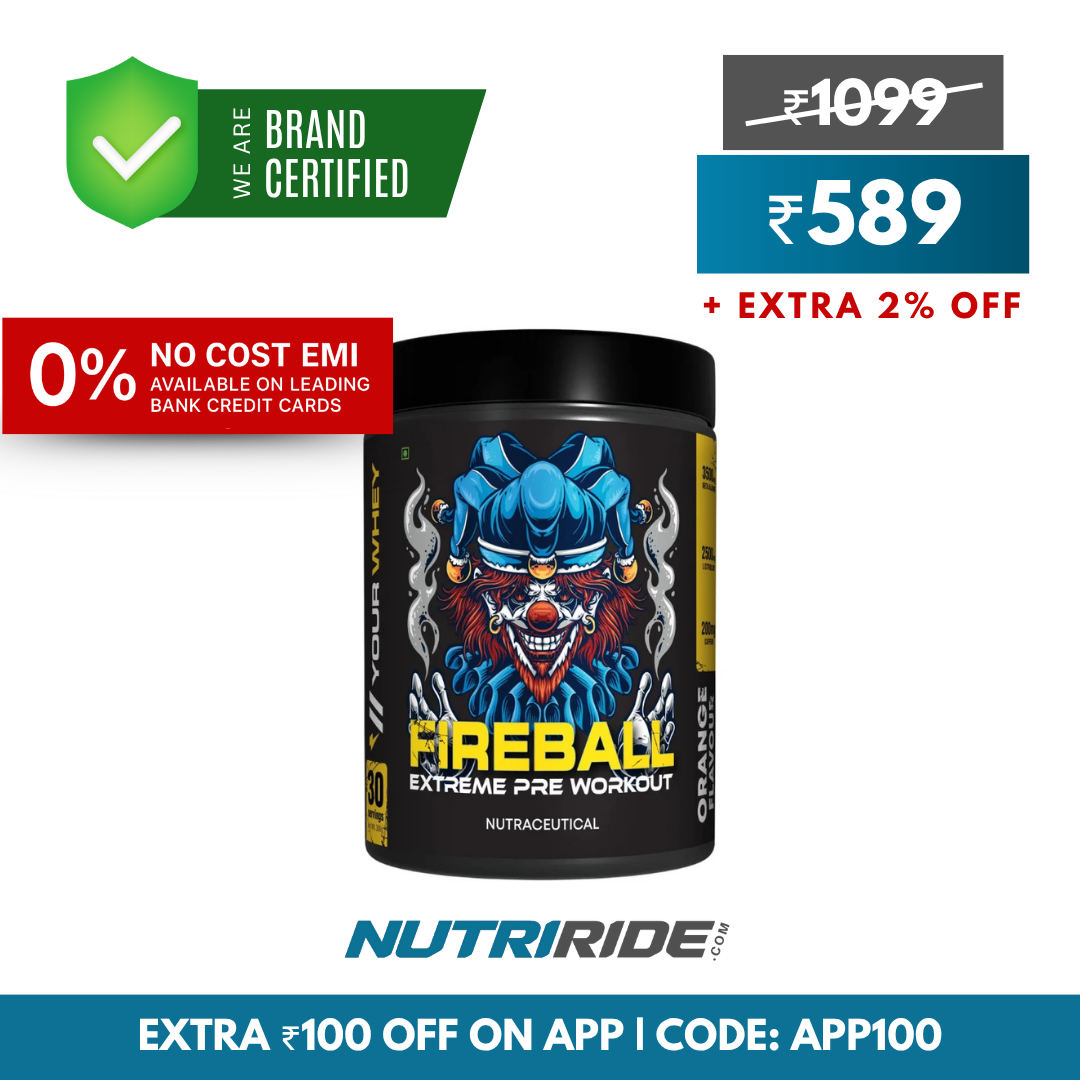 WE ARE
BRAND
CERTIFIED
₹1099
₹589
+ EXTRA 2% OFF
0%
NO COST EMI
AVAILABLE ON LEADING
BANK CREDIT CARDS
YOUR WHEY
30
servings
FIREBALL
EXTREME PRE WORKOUT
NUTRACEUTICAL
200mg
ORANGE
FLAVOUR
NUTRIRIDE.COM
EXTRA ₹100 OFF ON APP | CODE: APP100